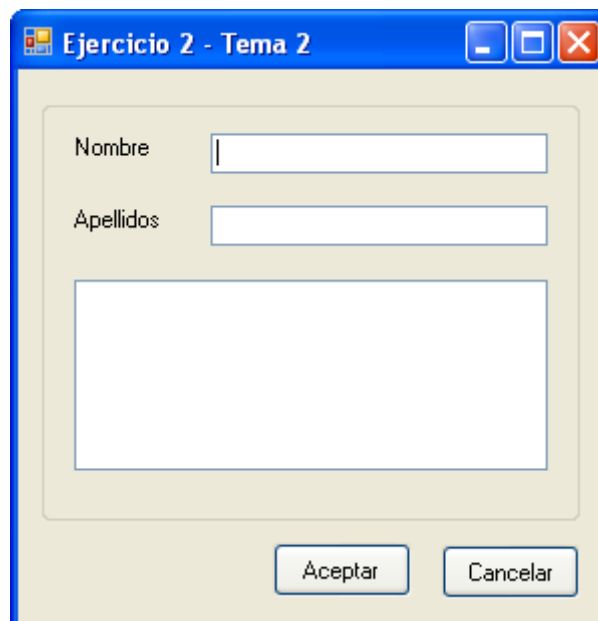 Ejercicio 2 - Tema 2
Nombre
Apellidos
Aceptar
Cancelar